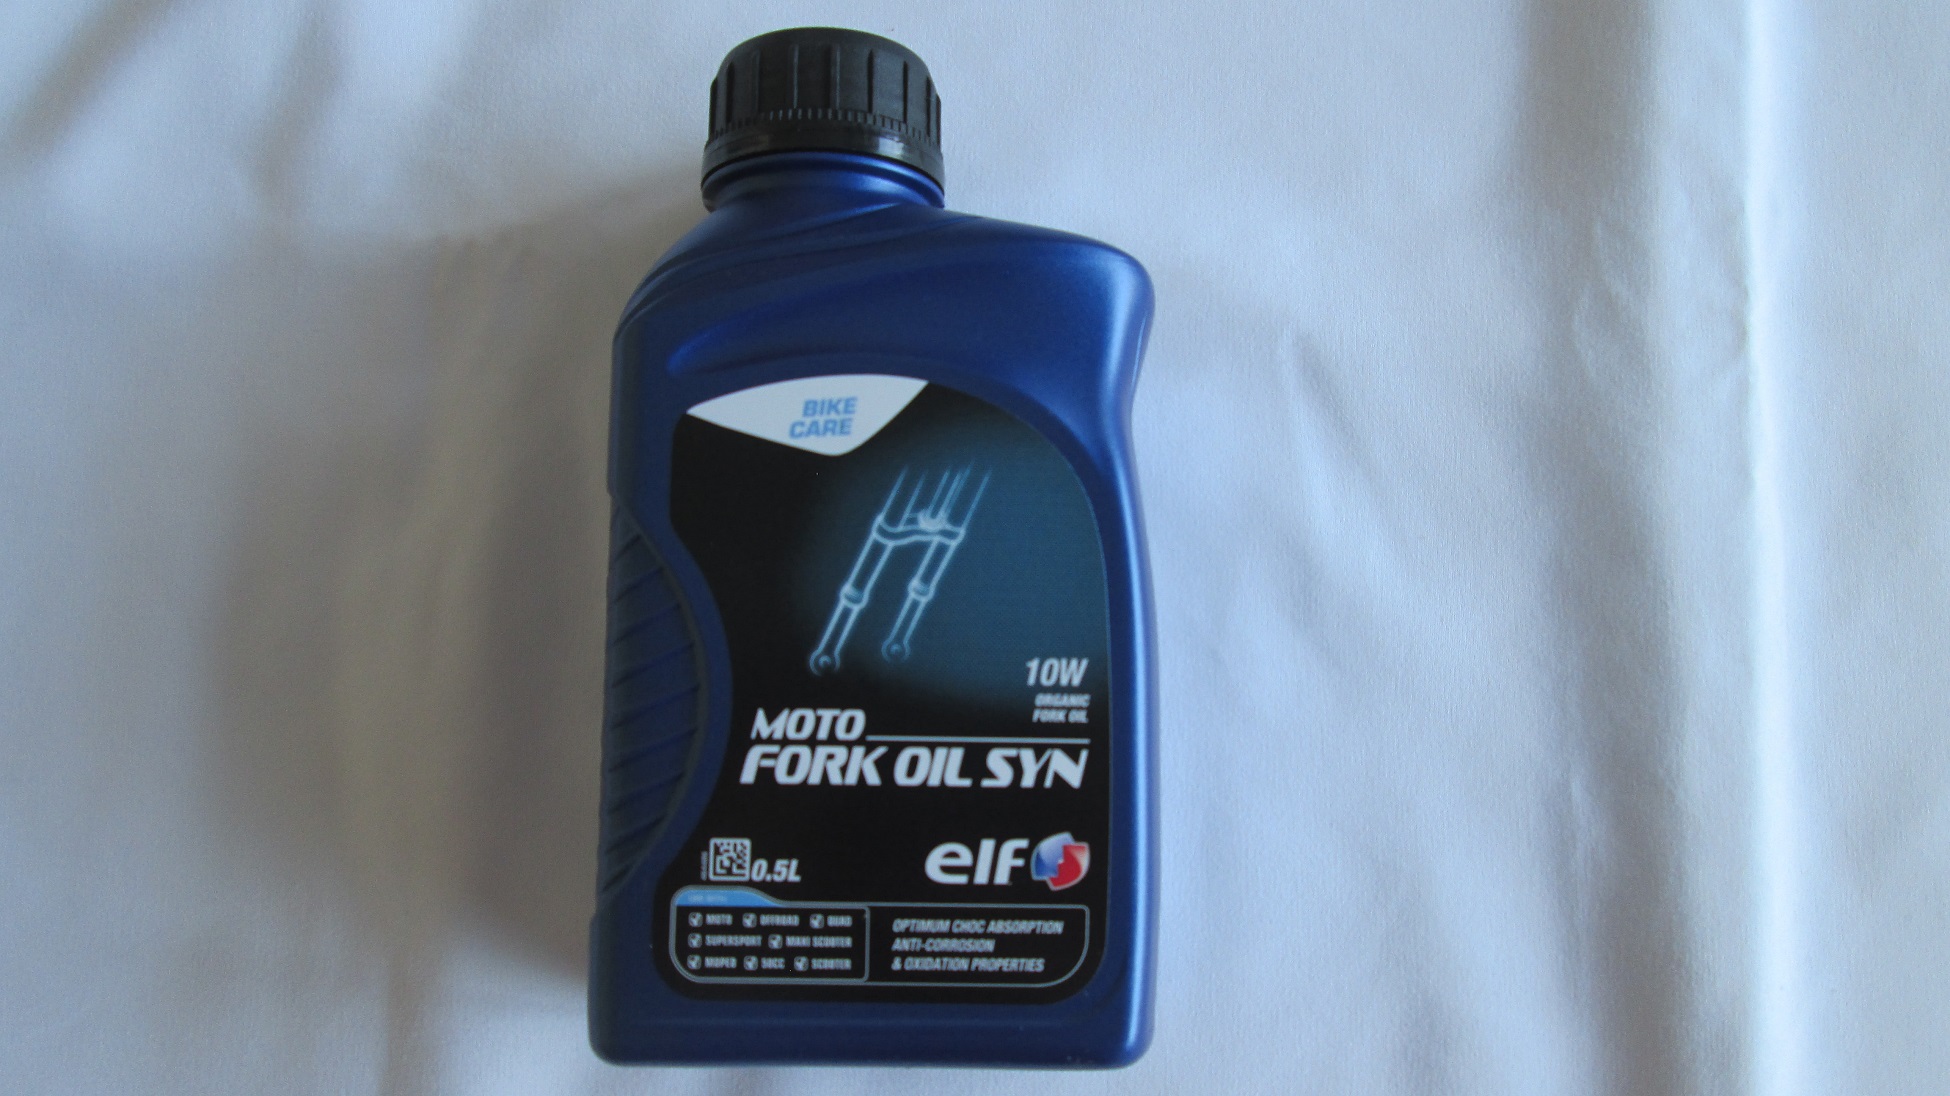 BIKE
CARE
10W
ORGANIC
FORK OIL
MOTO
FORK OIL SYN
0.5L
elf
MOTO OFFROAD QUAD
SUPERSPORT MAXI SCOOTER
MOPED 50CC SCOOTER
OPTIMUM CHOC ABSORPTION
ANTI-CORROSION
& OXIDATION PROPERTIES